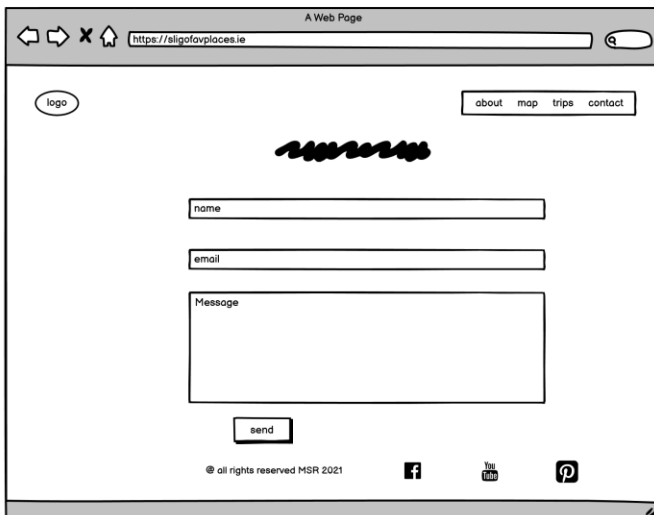 A Web Page
https://sligofavplaces.ie
logo
about map trips contact
name
email
Message
send
@ all rights reserved MSR 2021
You
Tube